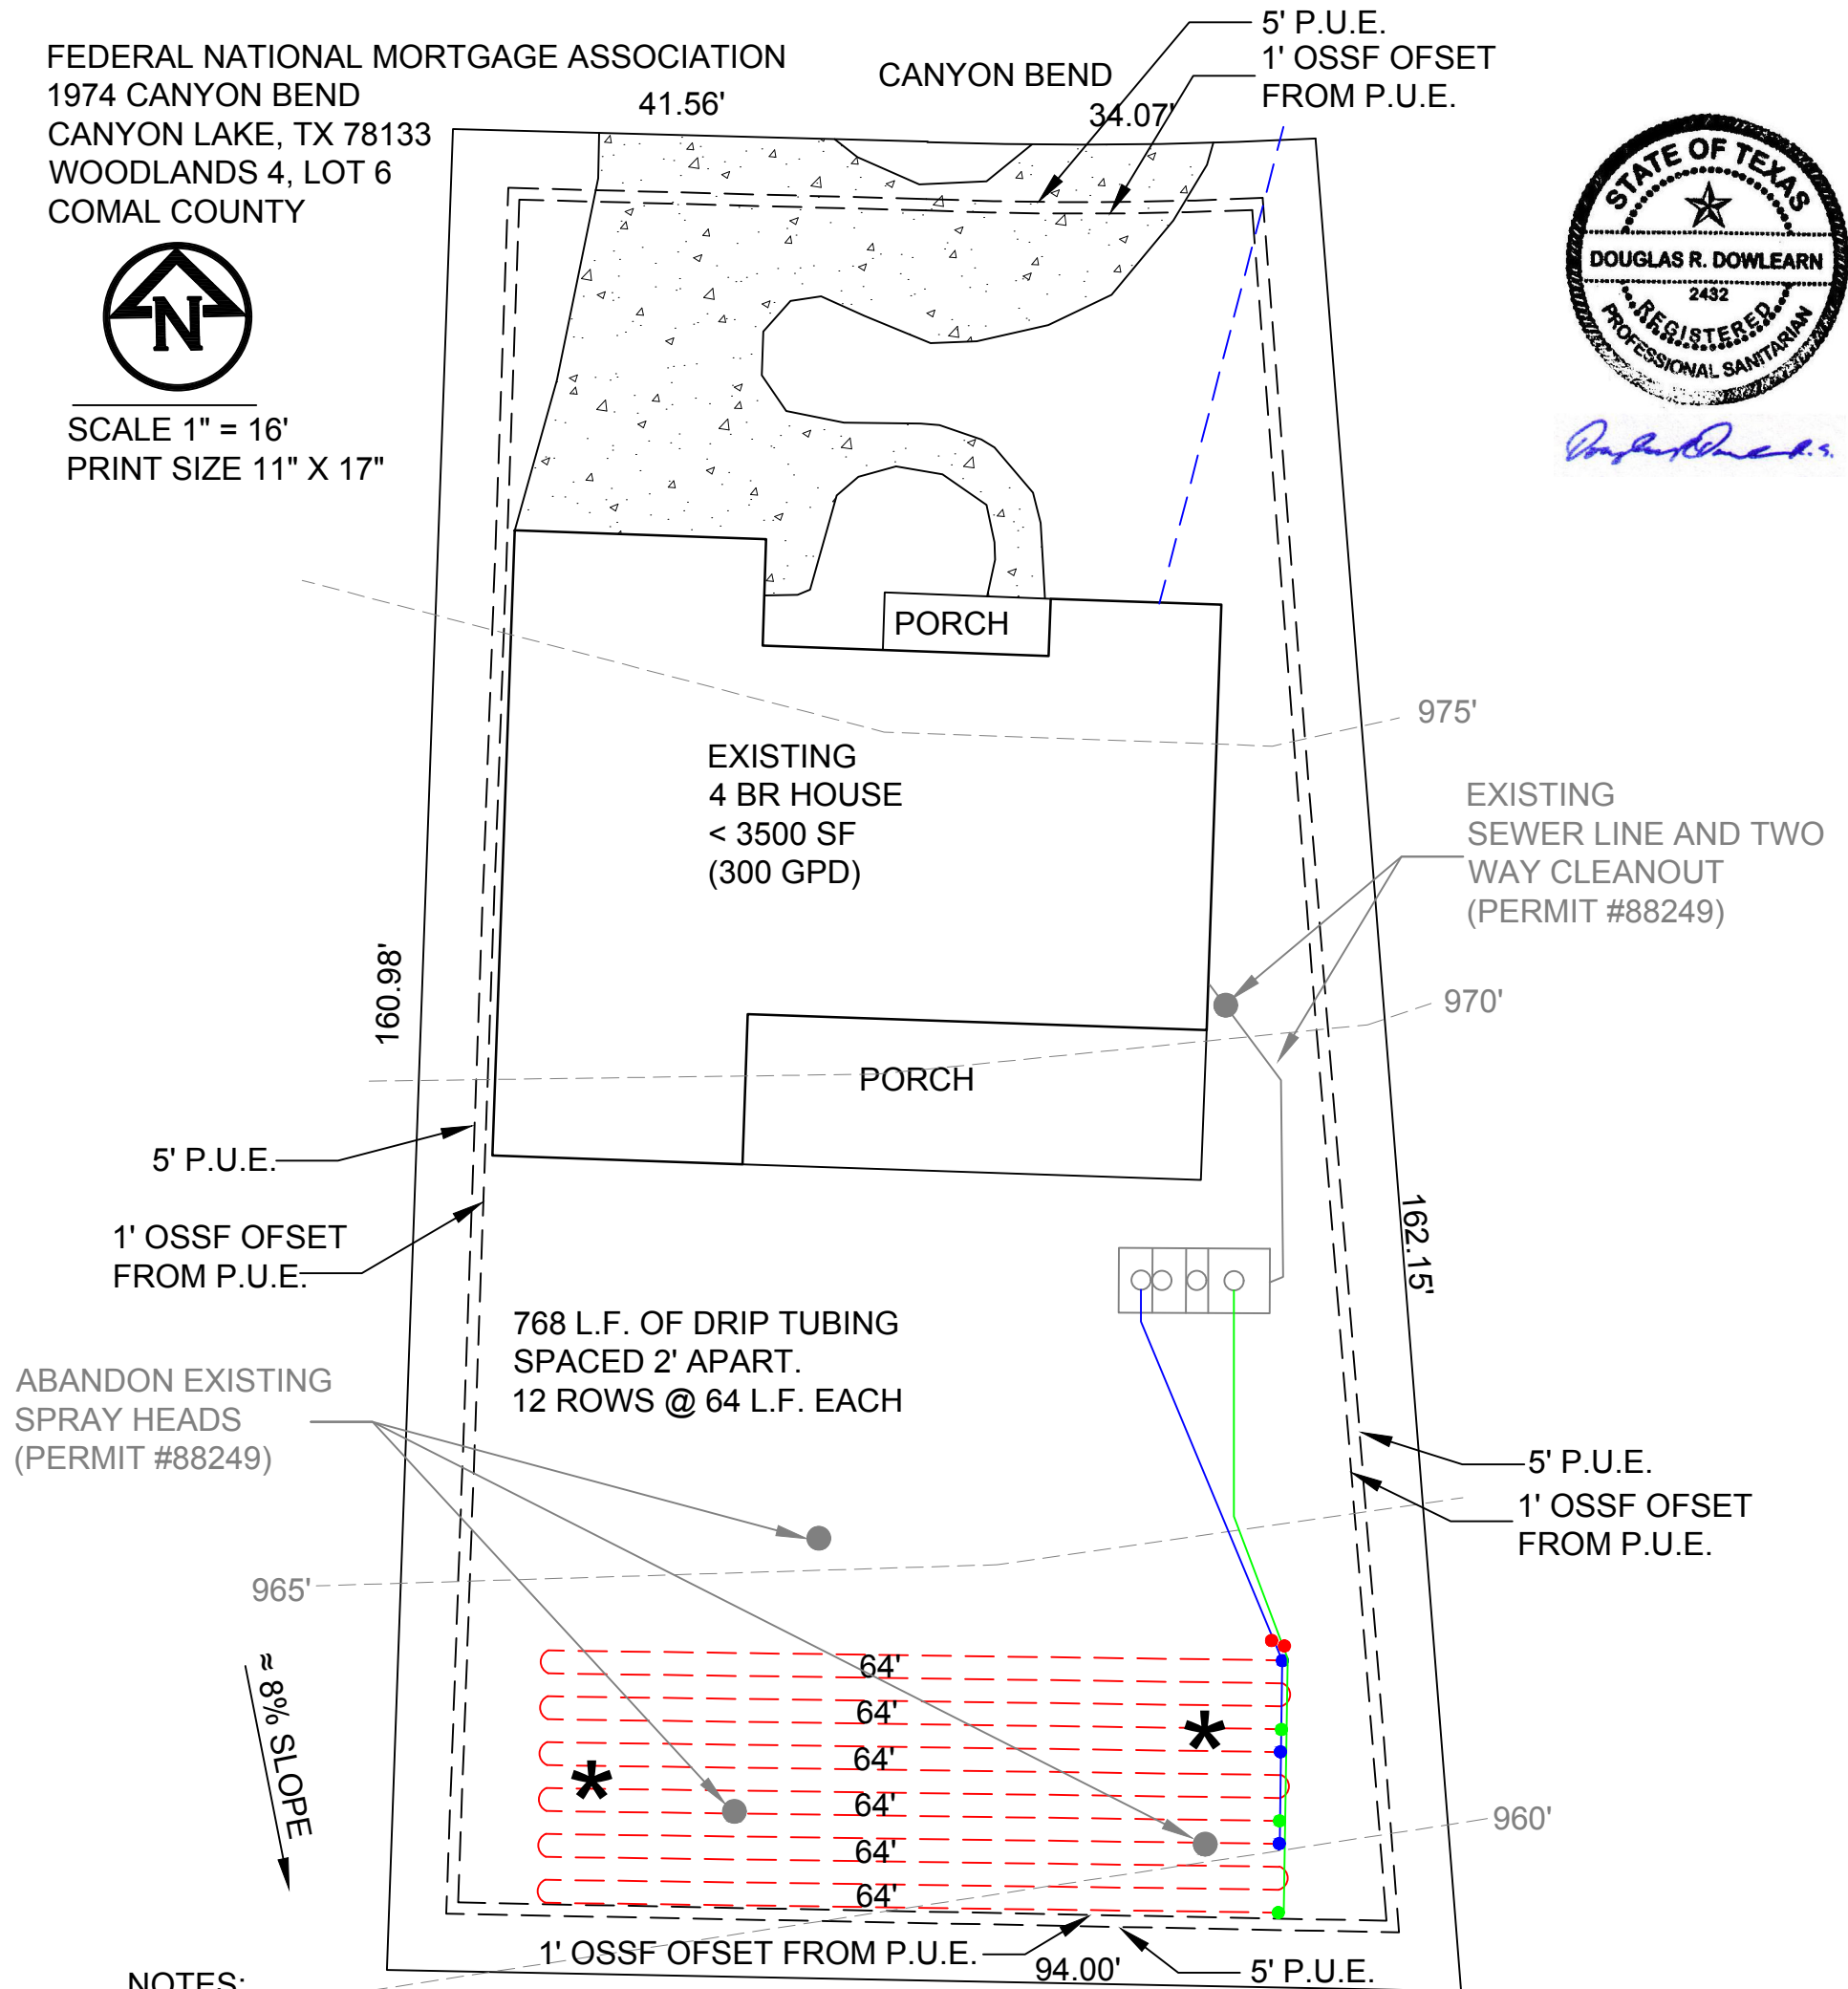 FEDERAL NATIONAL MORTGAGE ASSOCIATION
1974 CANYON BEND
CANYON LAKE, TX 78133
WOODLANDS 4, LOT 6
COMAL COUNTY
N
SCALE 1" = 16'
PRINT SIZE 11" X 17"
41.56'
CANYON BEND
34.07'
5' P.U.E.
1' OSSF OFSET
FROM P.U.E.
STATE OF TEXAS
DOUGLAS R. DOWLEARN
2432
REGISTERED
PROFESSIONAL SANITARIAN
PORCH
975'
EXISTING
4 BR HOUSE
< 3500 SF
(300 GPD)
EXISTING
SEWER LINE AND TWO
WAY CLEANOUT
(PERMIT #88249)
160.98'
970'
PORCH
5' P.U.E.
1' OSSF OFSET
FROM P.U.E.
162.15'
768 L.F. OF DRIP TUBING
SPACED 2' APART.
12 ROWS @ 64 L.F. EACH
ABANDON EXISTING
SPRAY HEADS
(PERMIT #88249)
5' P.U.E.
1' OSSF OFSET
FROM P.U.E.
965'
≈ 8% SLOPE
64'
64'
*
64'
*
64'
64'
64'
960'
1' OSSF OFSET FROM P.U.E.
94.00'
5' P.U.E.
NOTES: